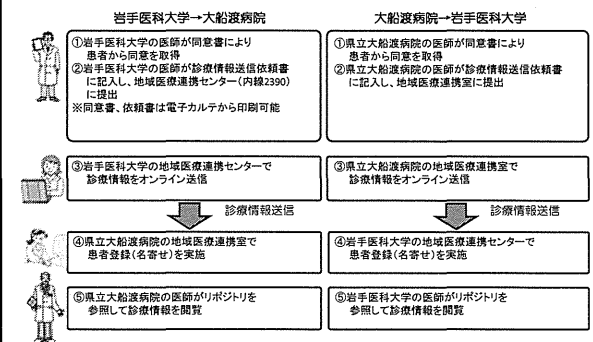 岩手医科大学→大船渡病院
①岩手医科大学の医師が同意書により
患者から同意を取得
②岩手医科大学の医師が診療情報送信依頼書
に記入し、地域医療連携センター(内線2390)
に提出
※同意書、依頼書は電子カルテから印刷可能
③岩手医科大学の地域医療連携センターで
診療情報をオンライン送信
診療情報送信
④県立大船渡病院の地域医療連携室で
患者登録(名寄せ)を実施
⑤県立大船渡病院の医師がリポジトリを
参照して診療情報を閲覧
大船渡病院→岩手医科大学
①県立大船渡病院の医師が同意書により
患者から同意を取得
②県立大船渡病院の医師が診療情報送信依頼書
に記入し、地域医療連携室に提出
③県立大船渡病院の地域医療連携室で
診療情報をオンライン送信
診療情報送信
④岩手医科大学の地域医療連携センターで
患者登録(名寄せ)を実施
⑤岩手医科大学の医師がリポジトリを
参照して診療情報を閲覧